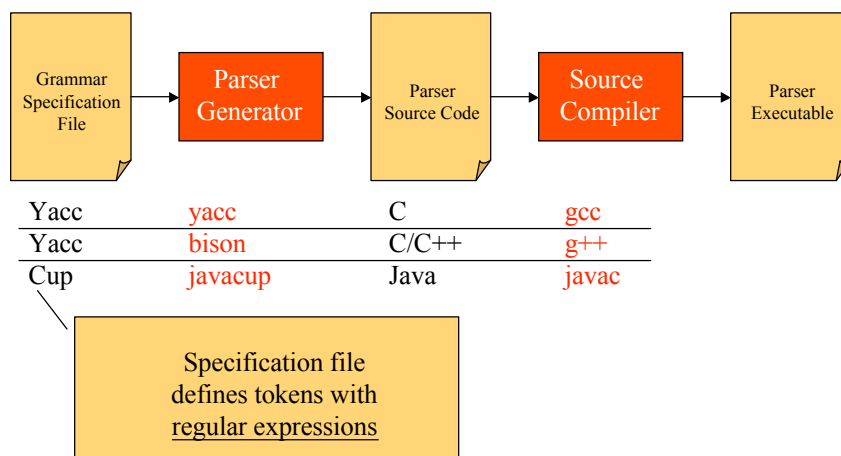 Grammar
Specification
File
Parser
Generator
Parser
Source Code
Source
Compiler
Parser
Executable
Yacc yacc C gcc
Yacc bison C/C++ g++
Cup javacup Java javac
Specification file
defines tokens with
regular expressions